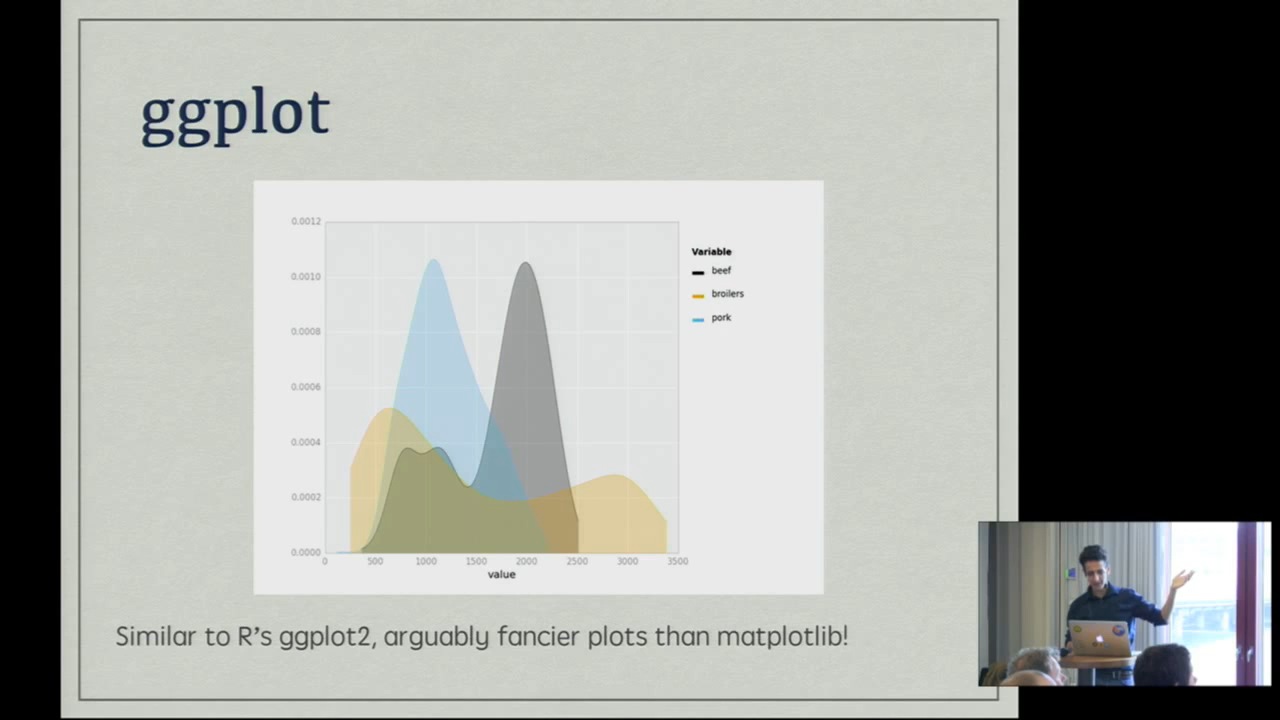 ggplot
0.0012
0.0010
0.0008
0.0006
0.0004
0.0002
0.0000
0 500 1000 1500 2000 2500 3000 3500
value
Variable
beef
broilers
pork
Similar to R's ggplot2, arguably fancier plots than matplotlib!